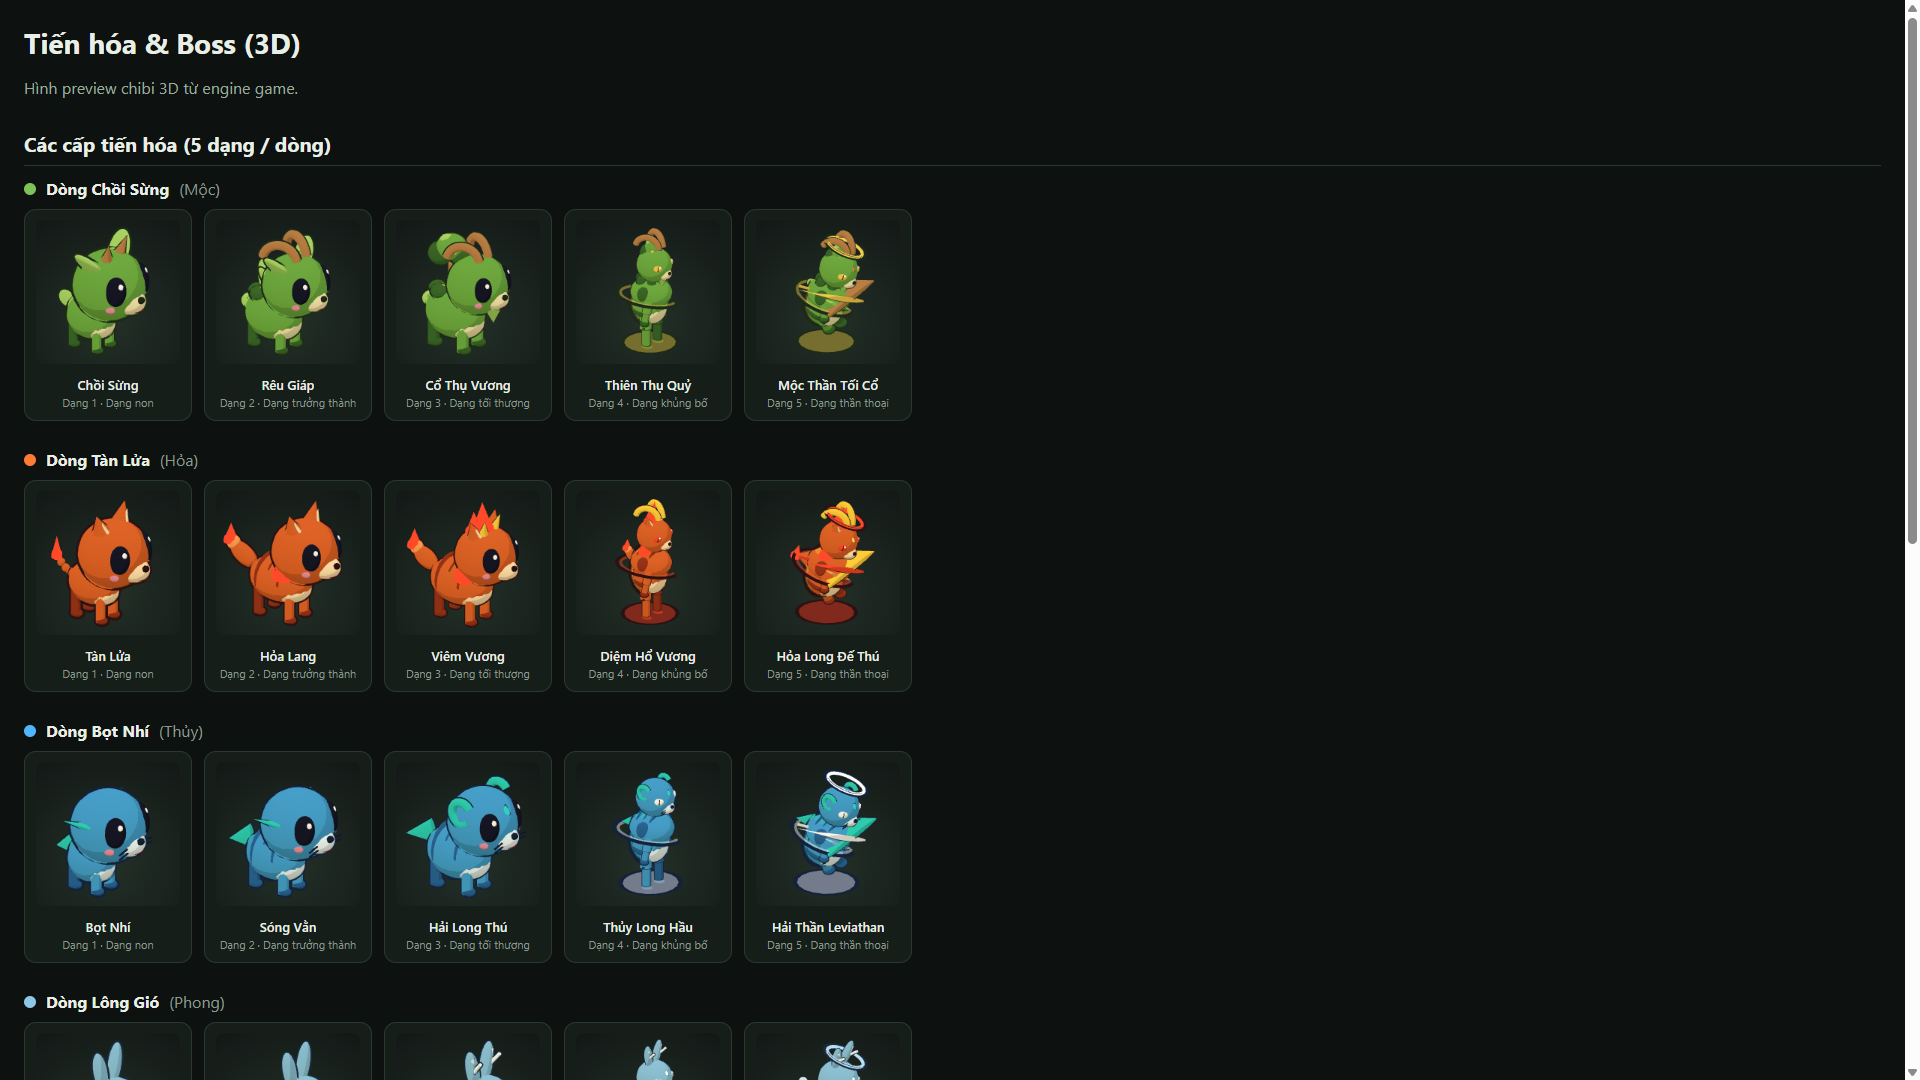 Tiến hóa & Boss (3D)
Hình preview chibi 3D từ engine game.
Các cấp tiến hóa (5 dạng / dòng)
Dòng Chồi Sừng (Mộc)
Chồi Sừng
Dạng 1 · Dạng non
Rêu Giáp
Dạng 2 · Dạng trưởng thành
Cổ Thụ Vương
Dạng 3 · Dạng tối thượng
Thiên Thụ Quỷ
Dạng 4 · Dạng khủng bố
Mộc Thần Tối Cổ
Dạng 5 · Dạng thần thoại
Dòng Tàn Lửa (Hỏa)
Tàn Lửa
Dạng 1 · Dạng non
Hỏa Lang
Dạng 2 · Dạng trưởng thành
Viêm Vương
Dạng 3 · Dạng tối thượng
Diệm Hổ Vương
Dạng 4 · Dạng khủng bố
Hỏa Long Đế Thú
Dạng 5 · Dạng thần thoại
Dòng Bọt Nhí (Thủy)
Bọt Nhí
Dạng 1 · Dạng non
Sóng Vằn
Dạng 2 · Dạng trưởng thành
Hải Long Thú
Dạng 3 · Dạng tối thượng
Thủy Long Hầu
Dạng 4 · Dạng khủng bố
Hải Thần Leviathan
Dạng 5 · Dạng thần thoại
Dòng Lông Gió (Phong)